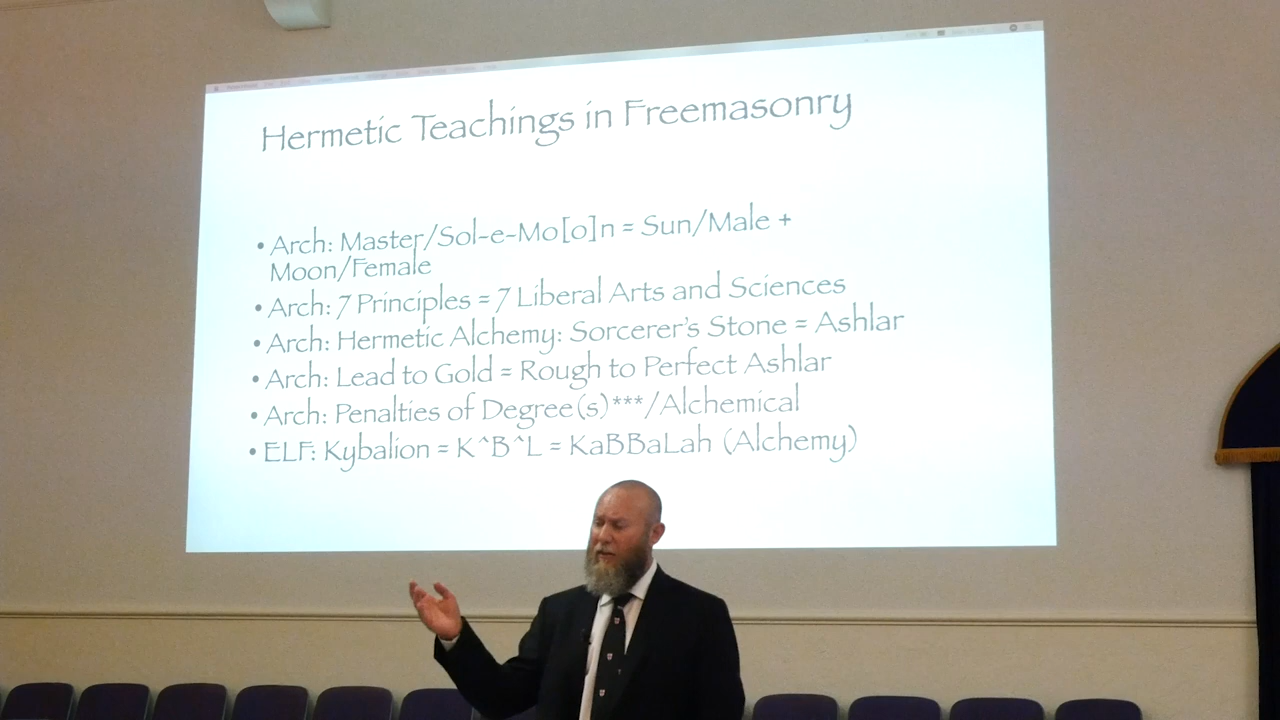 Hermetic Teachings in Freemasonry
• Arch: Master/Sol-e-Mo[o]n = Sun/Male +
Moon/Female
• Arch: 7 Principles = 7 Liberal Arts and Sciences
• Arch: Hermetic Alchemy: Sorcerer's Stone = Ashlar
• Arch: Lead to Gold = Rough to Perfect Ashlar
• Arch: Penalties of Degree(s)***/Alchemical
• ELF: Kybalion = K^B^L = KaBBaLah (Alchemy)